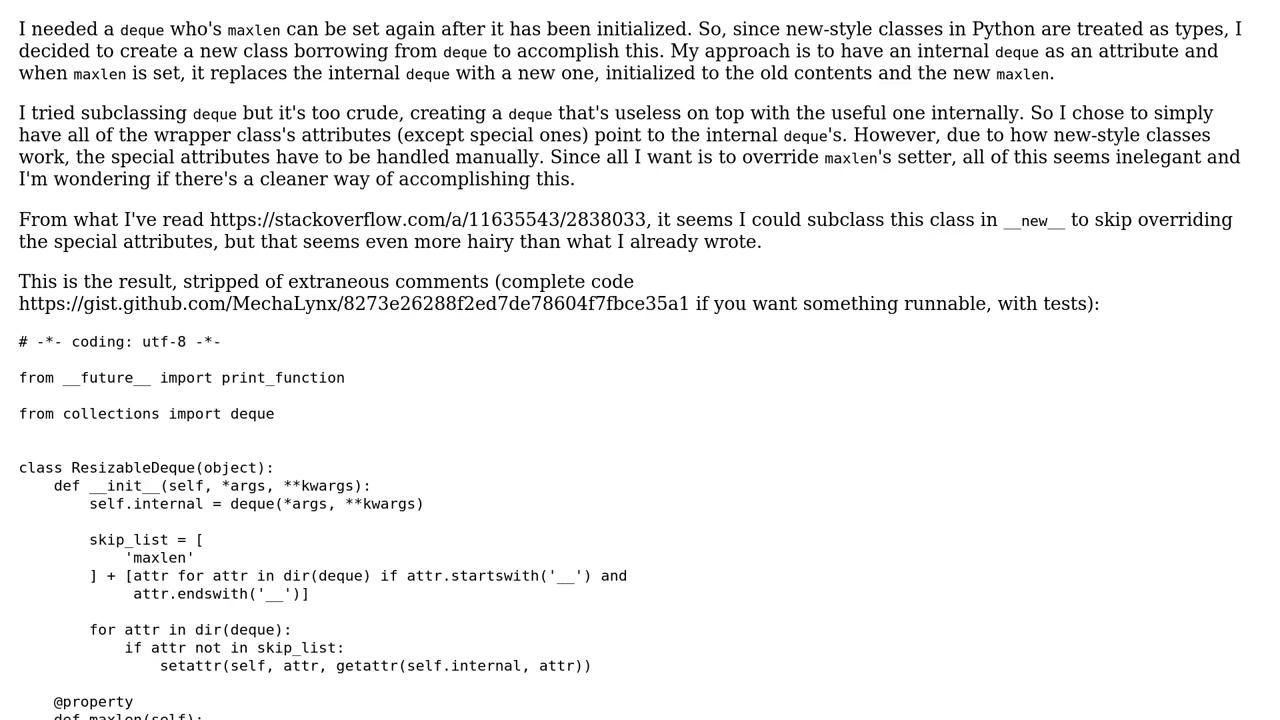 I needed a deque who's maxlen can be set again after it has been initialized. So, since new-style classes in Python are treated as types, I
decided to create a new class borrowing from deque to accomplish this. My approach is to have an internal deque as an attribute and
when maxlen is set, it replaces the internal deque with a new one, initialized to the old contents and the new maxlen.
I tried subclassing deque but it's too crude, creating a deque that's useless on top with the useful one internally. So I chose to simply
have all of the wrapper class's attributes (except special ones) point to the internal deque's. However, due to how new-style classes
work, the special attributes have to be handled manually. Since all I want is to override maxlen's setter, all of this seems inelegant and
I'm wondering if there's a cleaner way of accomplishing this.
From what I've read https://stackoverflow.com/a/11635543/2838033, it seems I could subclass this class in __new__ to skip overriding
the special attributes, but that seems even more hairy than what I already wrote.
This is the result, stripped of extraneous comments (complete code
https://gist.github.com/MechaLynx/8273e26288f2ed7de78604f7fbce35a1 if you want something runnable, with tests):
# -*- coding: utf-8 -*-
from __future__ import print_function
from collections import deque
class ResizableDeque(object):
    def __init__(self, *args, **kwargs):
        self.internal = deque(*args, **kwargs)
        skip_list = [
            'maxlen'
        ] + [attr for attr in dir(deque) if attr.startswith('__') and
             attr.endswith('__')]
        for attr in dir(deque):
            if attr not in skip_list:
                setattr(self, attr, getattr(self.internal, attr))
    @property
    def maxlen(self):